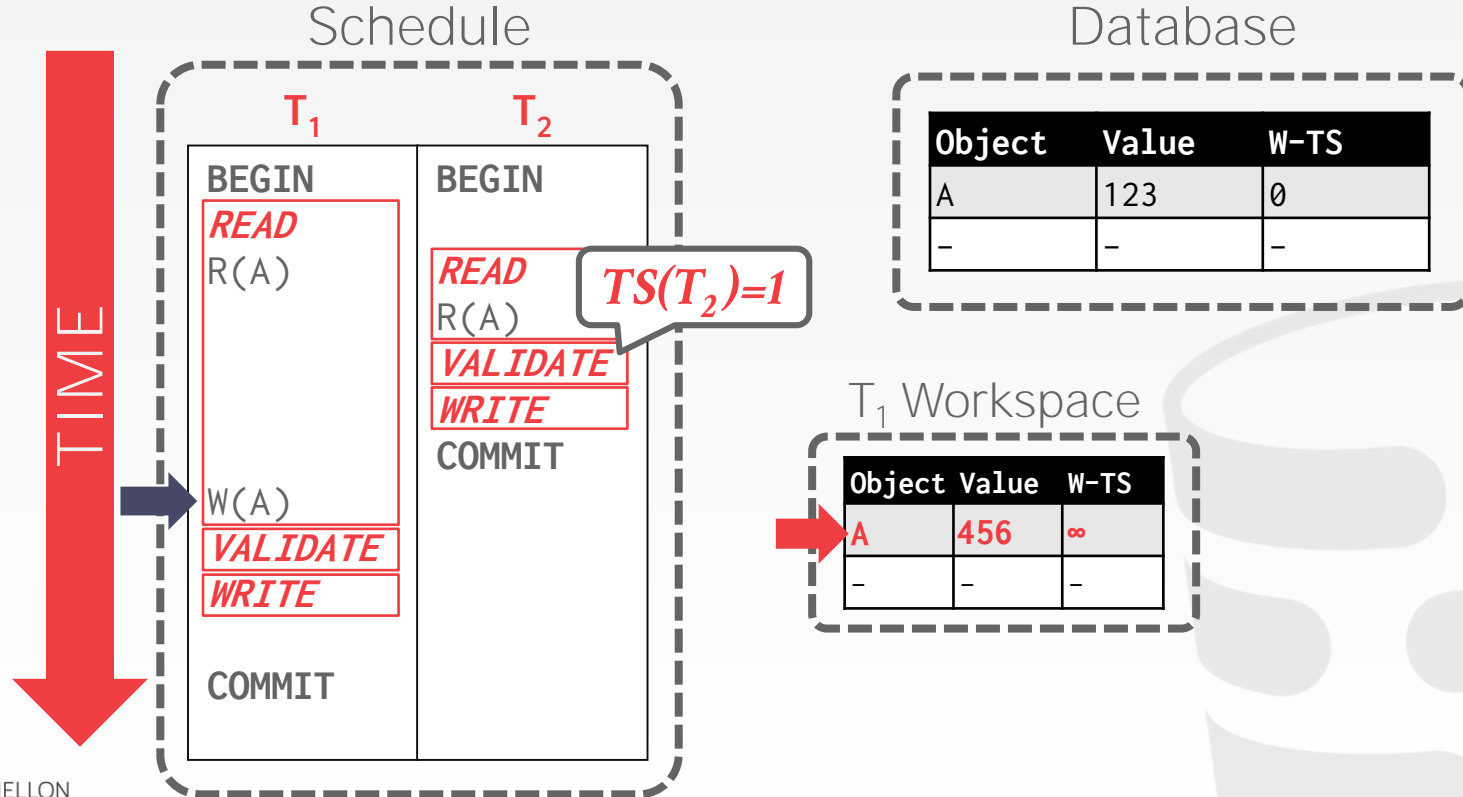 Schedule
T₁ T₂
BEGIN BEGIN
READ
R(A)
READ
R(A)
TS(T₂)=1
VALIDATE
WRITE
COMMIT
W(A)
VALIDATE
WRITE
COMMIT
TIME
Database
Object Value W-TS
A 123 0
- - -
T₁ Workspace
Object Value W-TS
A 456 ∞
- - -